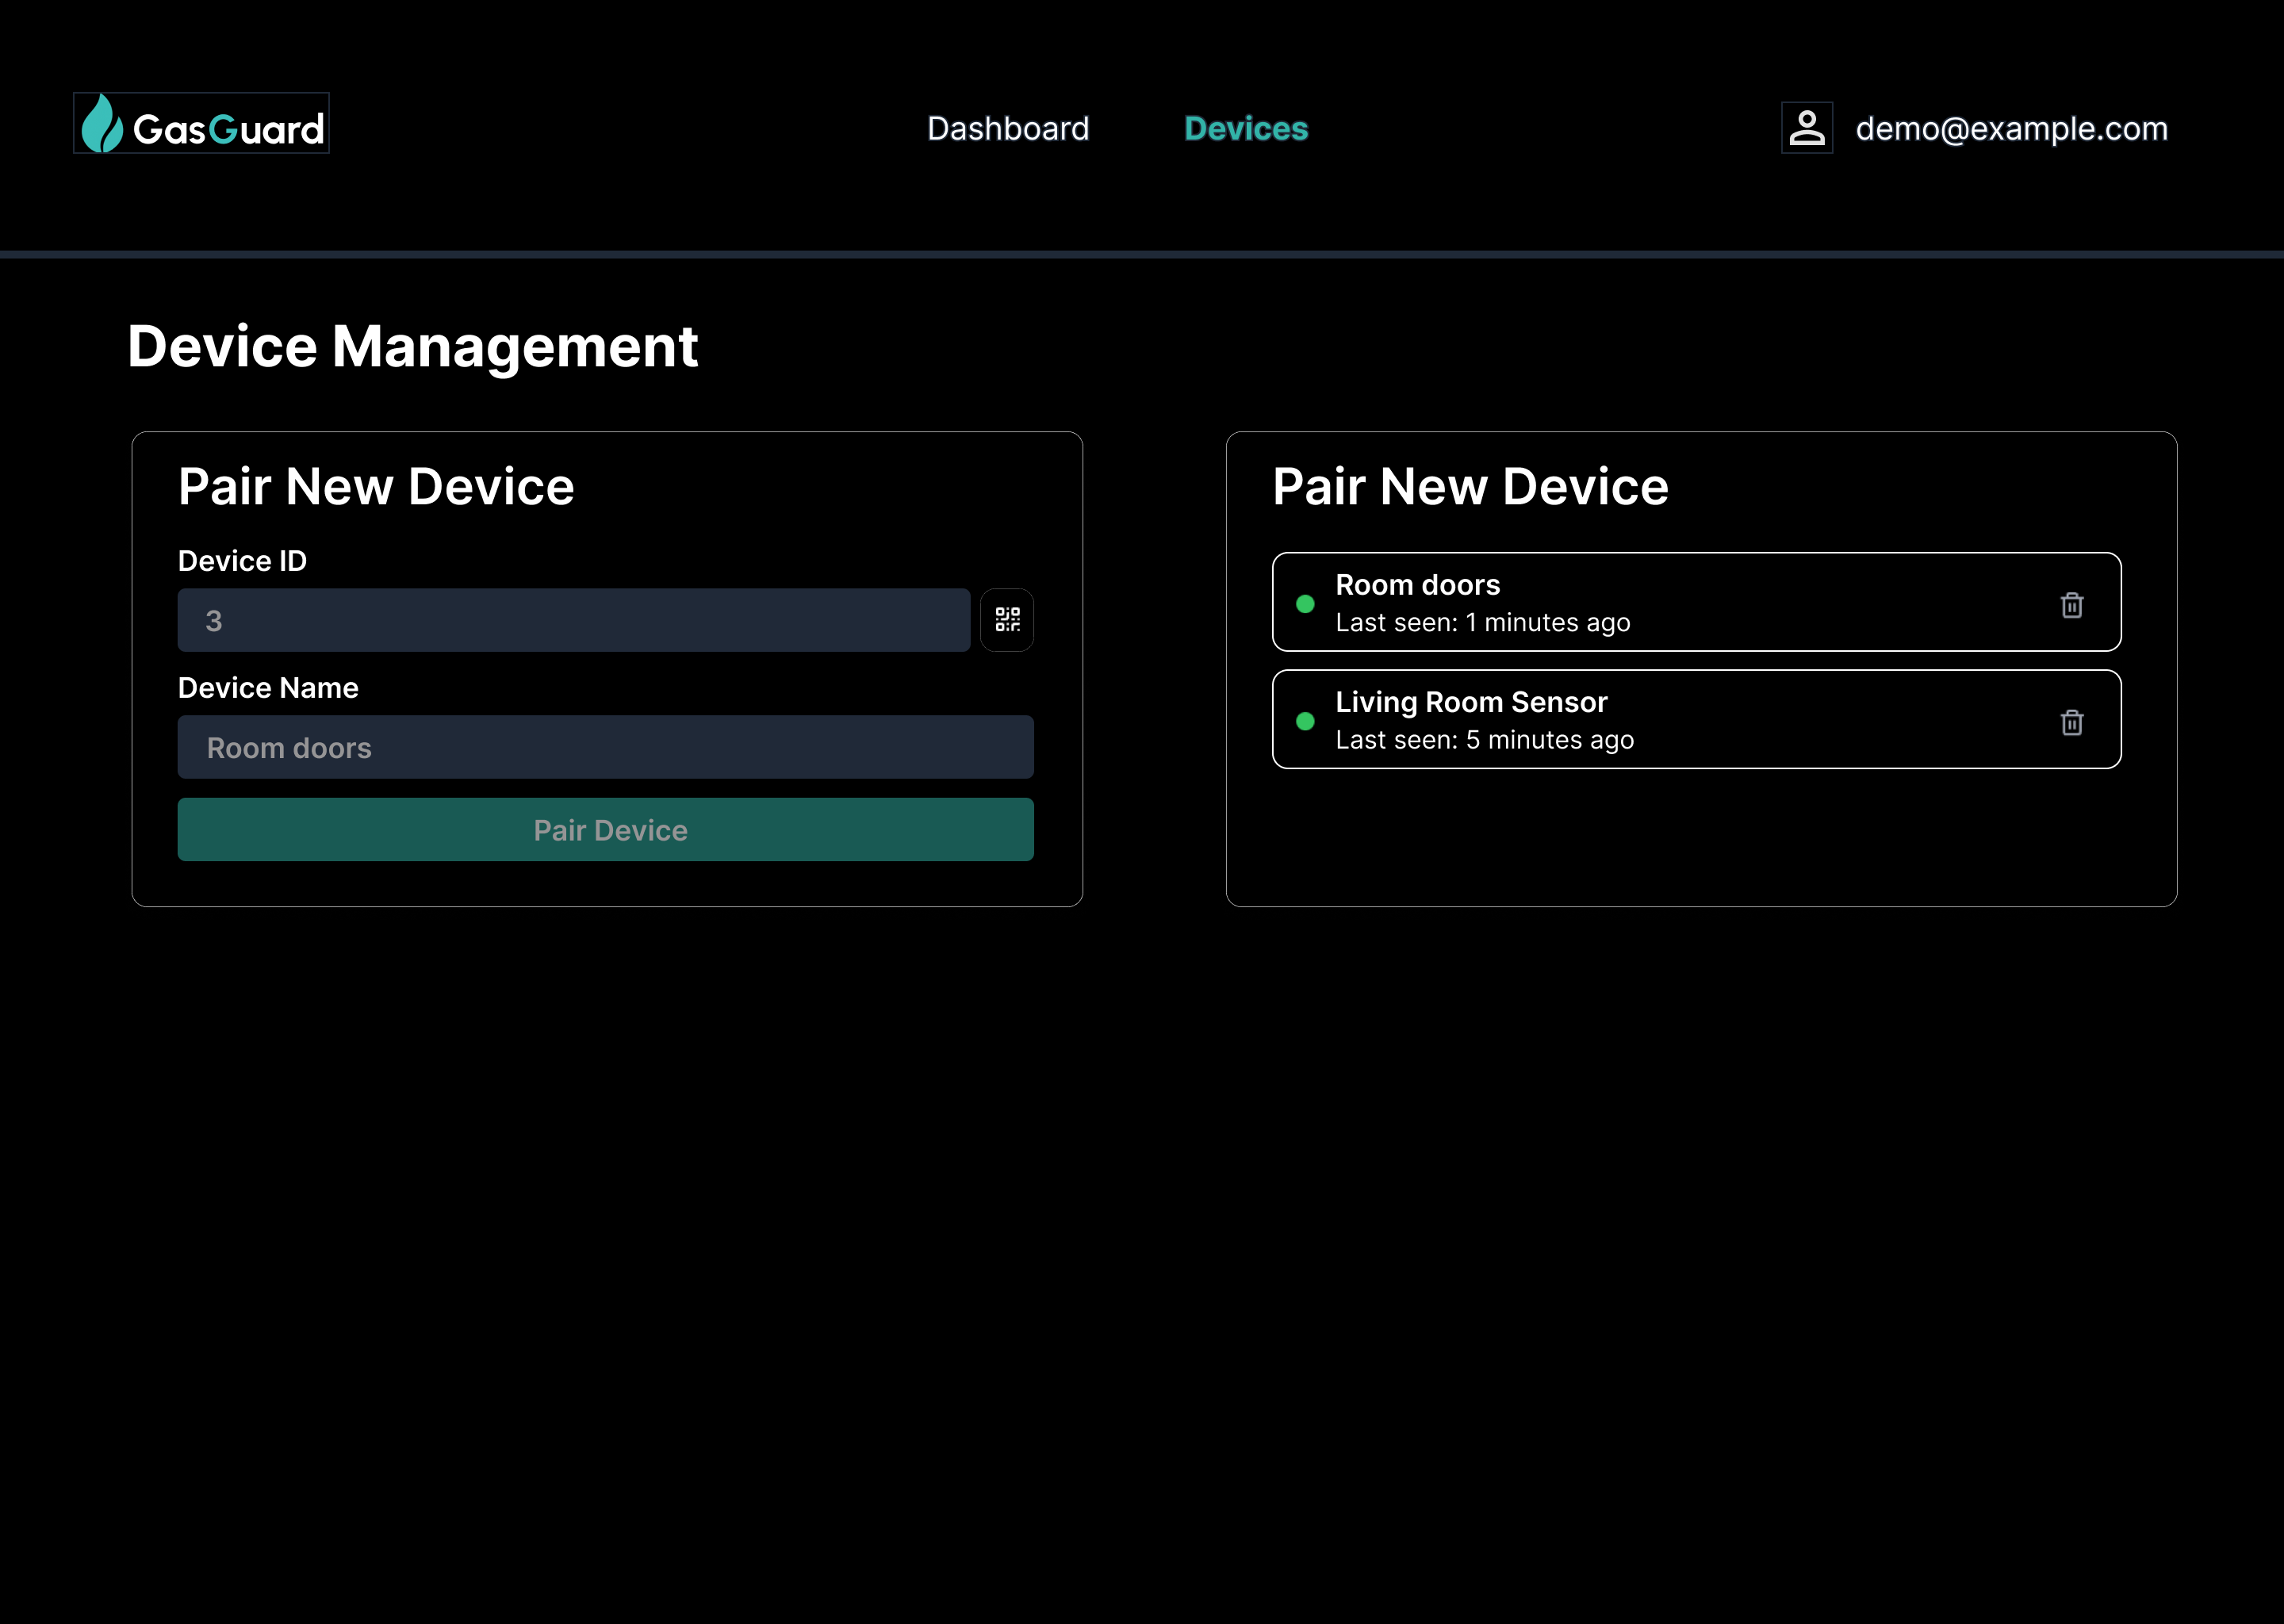 GasGuard
Dashboard
Devices
demo@example.com
Device Management
Pair New Device
Device ID
3
Device Name
Room doors
Pair Device
Pair New Device
Room doors
Last seen: 1 minutes ago
Living Room Sensor
Last seen: 5 minutes ago